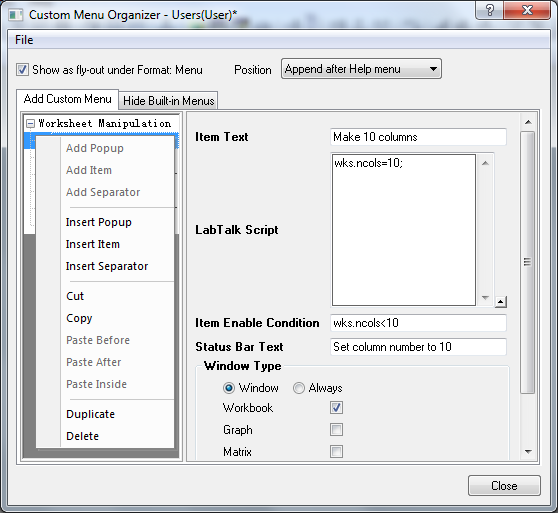 Custom Menu Organizer - Users(User)*
File
Show as fly-out under Format: Menu
Position
Append after Help menu
Add Custom Menu
Hide Built-in Menus
Worksheet Manipulation
Add Popup
Add Item
Add Separator
Insert Popup
Insert Item
Insert Separator
Cut
Copy
Paste Before
Paste After
Paste Inside
Duplicate
Delete
Item Text
Make 10 columns
LabTalk Script
wks.ncols=10;
Item Enable Condition
wks.ncols<10
Status Bar Text
Set column number to 10
Window Type
Window
Always
Workbook
Graph
Matrix
Close